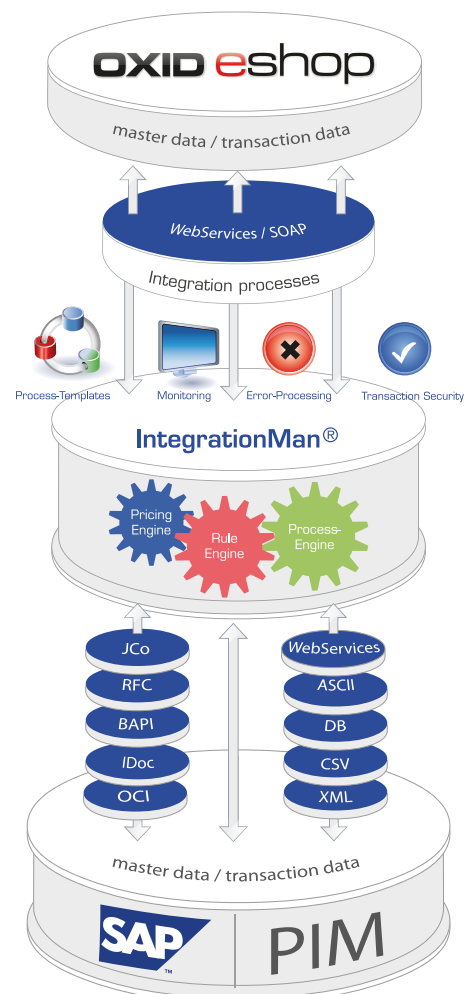 OXID eshop
master data / transaction data
WebServices / SOAP
Integration processes
Process-Templates
Monitoring
Error-Processing
Transaction Security
IntegrationMan®
Pricing
Engine
Rule
Engine
Process-
Engine
JCo
RFC
BAPI
IDoc
OCI
WebServices
ASCII
DB
CSV
XML
master data / transaction data
SAP
™
PIM